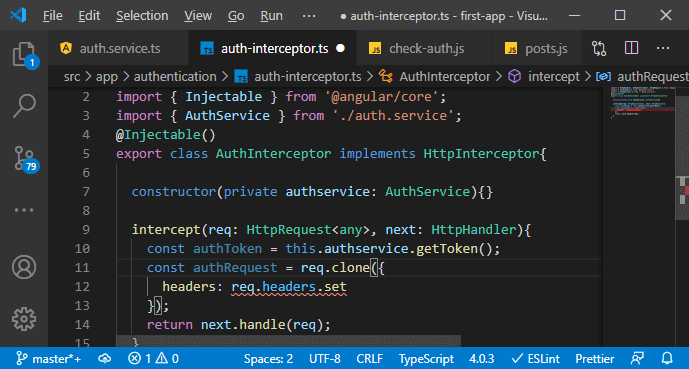 File Edit Selection ··· auth-interceptor.ts - first-app - Visu...
auth.service.ts auth-interceptor.ts check-auth.js posts.js
src > app > authentication > auth-interceptor.ts > AuthInterceptor > intercept > authRequest
1
79
2 import { Injectable } from '@angular/core';
3 import { AuthService } from './auth.service';
4 @Injectable()
5 export class AuthInterceptor implements HttpInterceptor{
6
7 constructor(private authservice: AuthService){}
8
9 intercept(req: HttpRequest<any>, next: HttpHandler){
10 const authToken = this.authservice.getToken();
11 const authRequest = req.clone({
12 headers: req.headers.set
13 });
14 return next.handle(req);
15 }
master*+ 1 0 Spaces: 2 UTF-8 CRLF TypeScript 4.0.3 ESLint Prettier